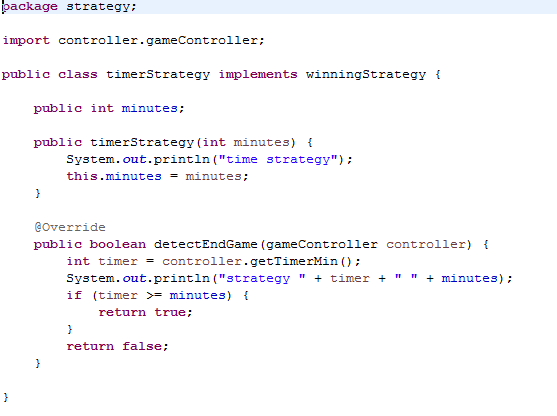 package strategy;
import controller.gameController;
public class timerStrategy implements winningStrategy {
public int minutes;
public timerStrategy(int minutes) {
System.out.println("time strategy");
this.minutes = minutes;
}
@Override
public boolean detectEndGame(gameController controller) {
int timer = controller.getTimerMin();
System.out.println("strategy " + timer + " " + minutes);
if (timer >= minutes) {
return true;
}
return false;
}
}